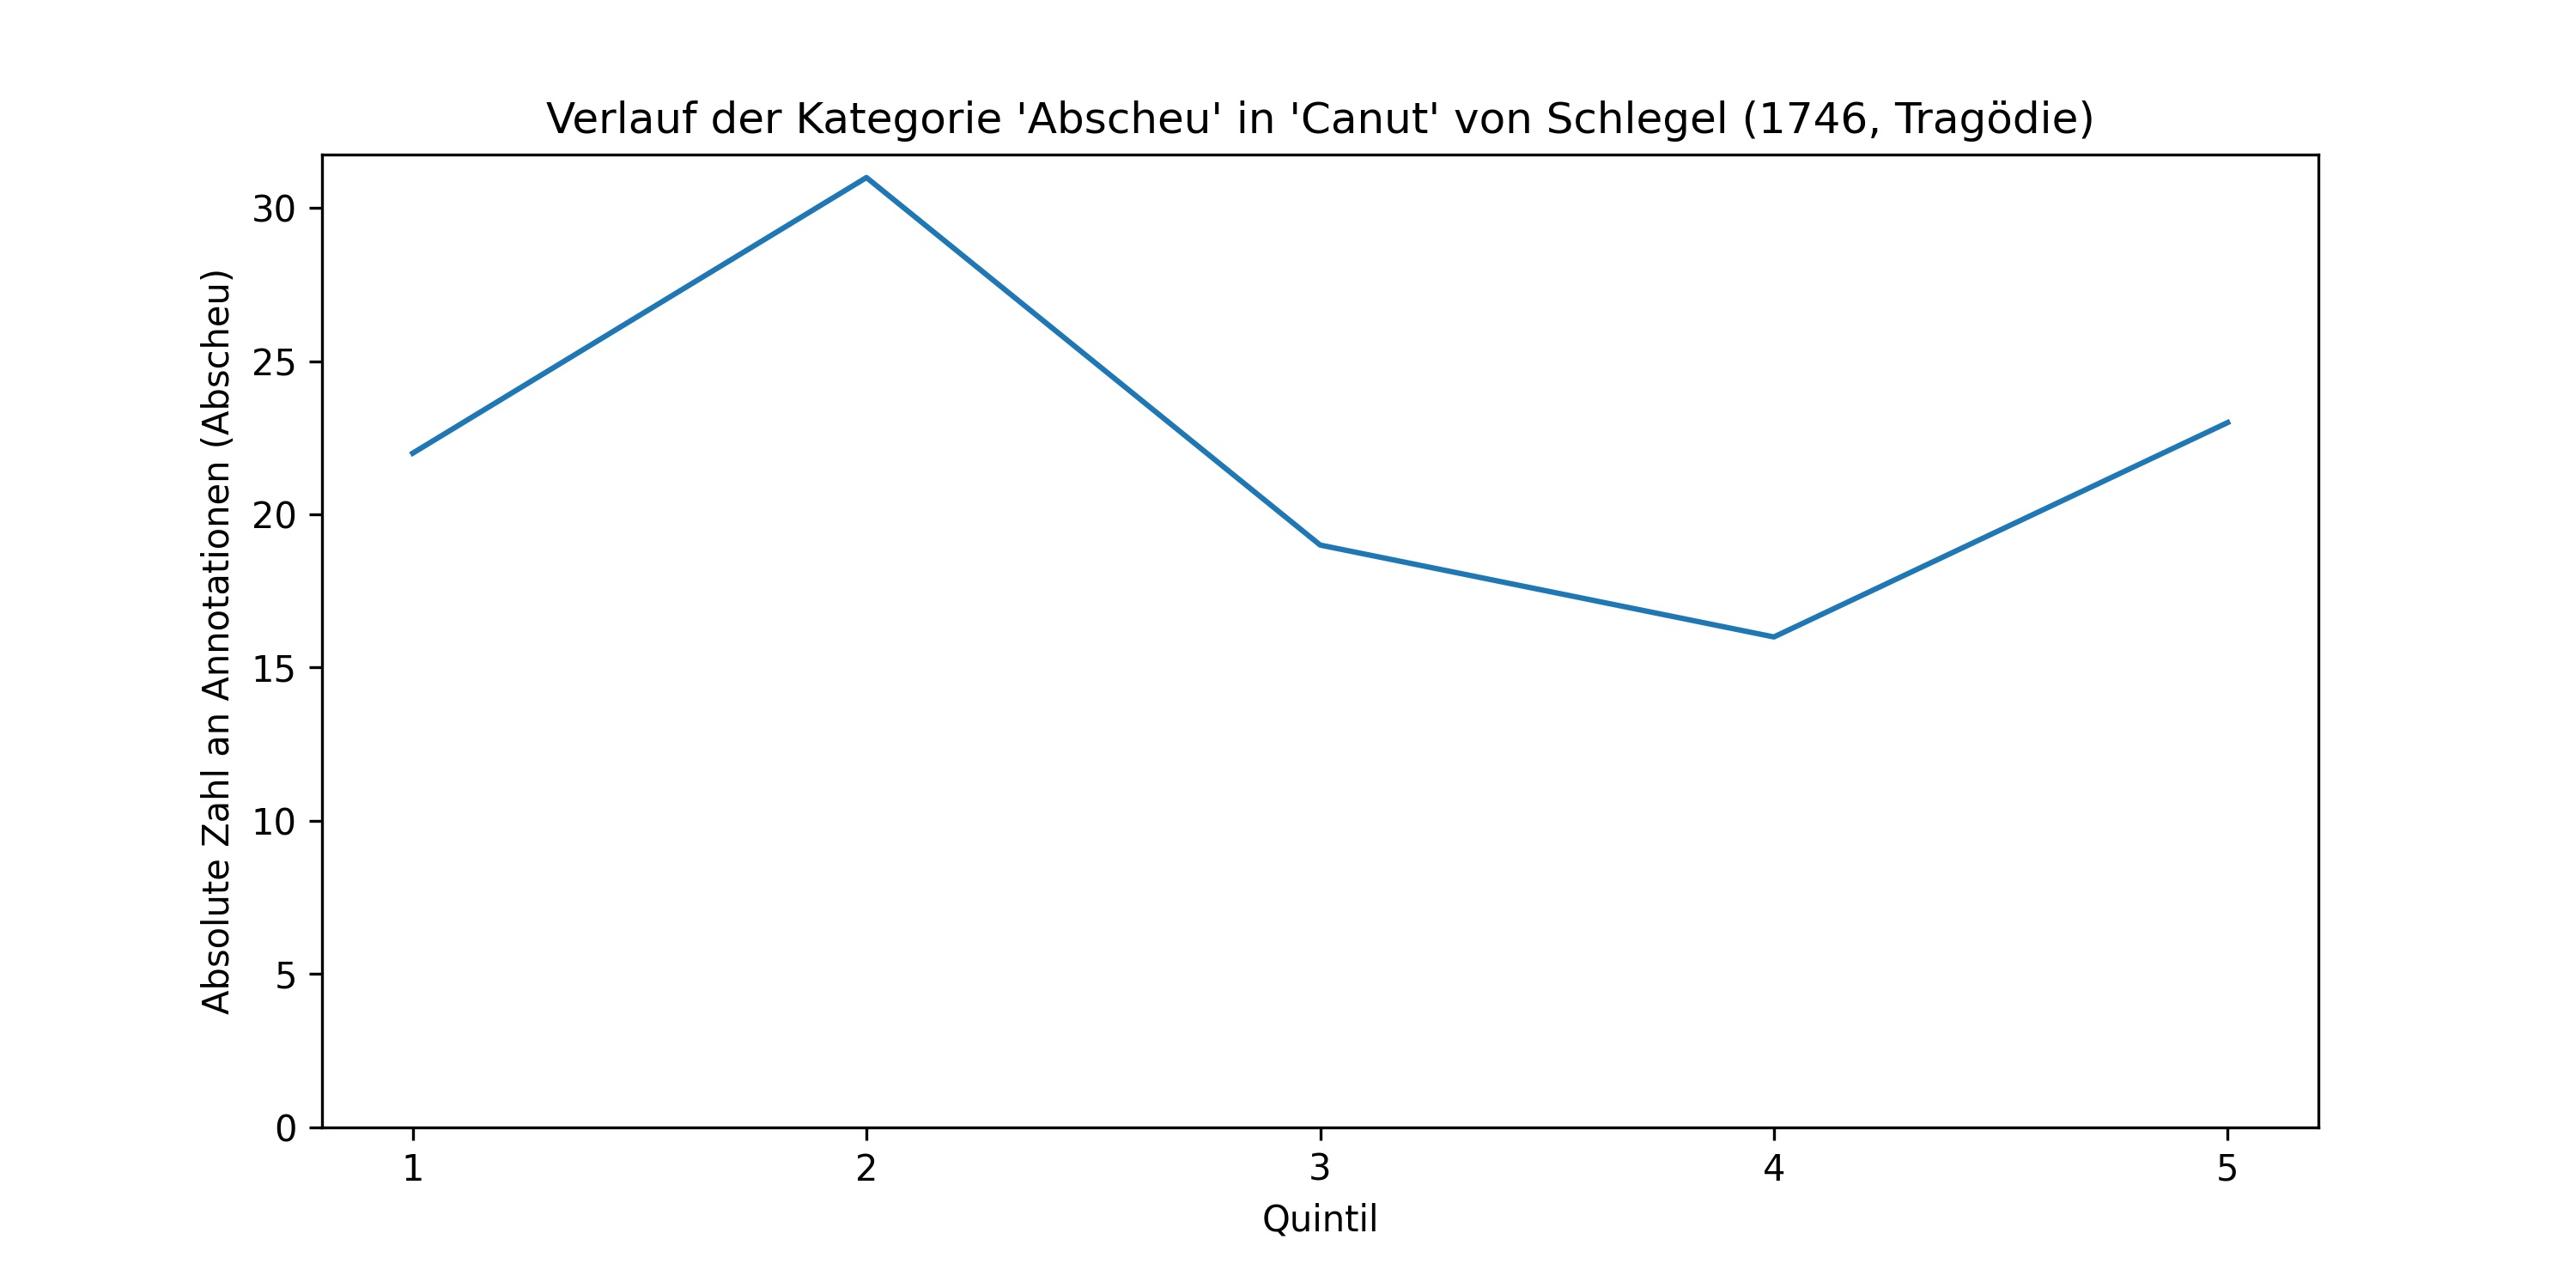 Verlauf der Kategorie 'Abscheu' in 'Canut' von Schlegel (1746, Tragödie)
Absolute Zahl an Annotationen (Abscheu)
30
25
20
15
10
5
0
1 2 3 4 5
Quintil